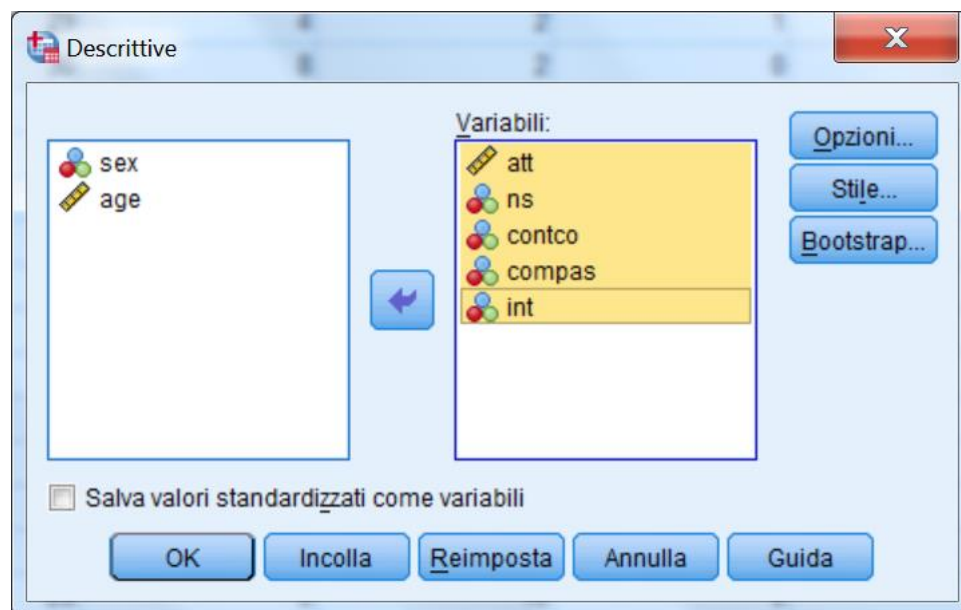 Descrittive
Variabili:
sex
age
att
ns
contco
compas
int
Opzioni...
Stile...
Bootstrap...
Salva valori standardizzati come variabili
OK
Incolla
Reimposta
Annulla
Guida